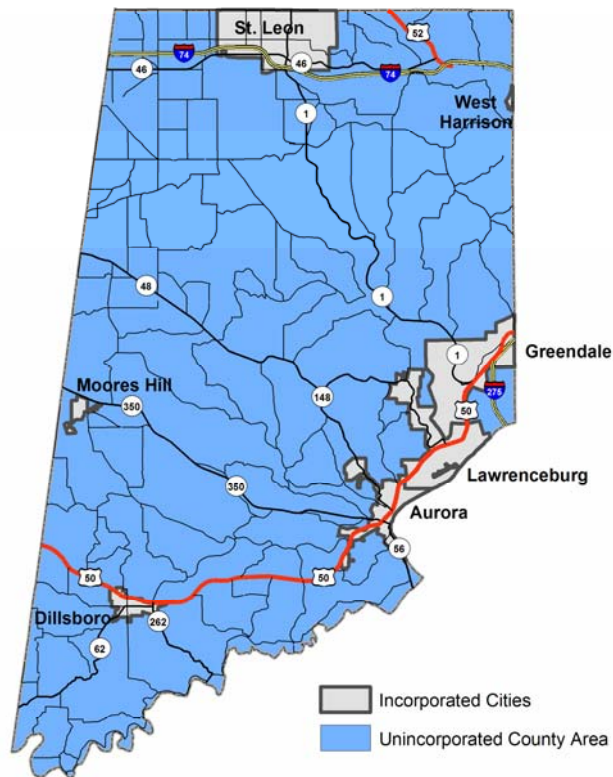 St. Leon
52
74
46
46
74
West
Harrison
1
48
1
1
Greendale
275
Moores Hill
350
148
50
Lawrenceburg
350
Aurora
56
50
50
Dillsboro
262
62
Incorporated Cities
Unincorporated County Area